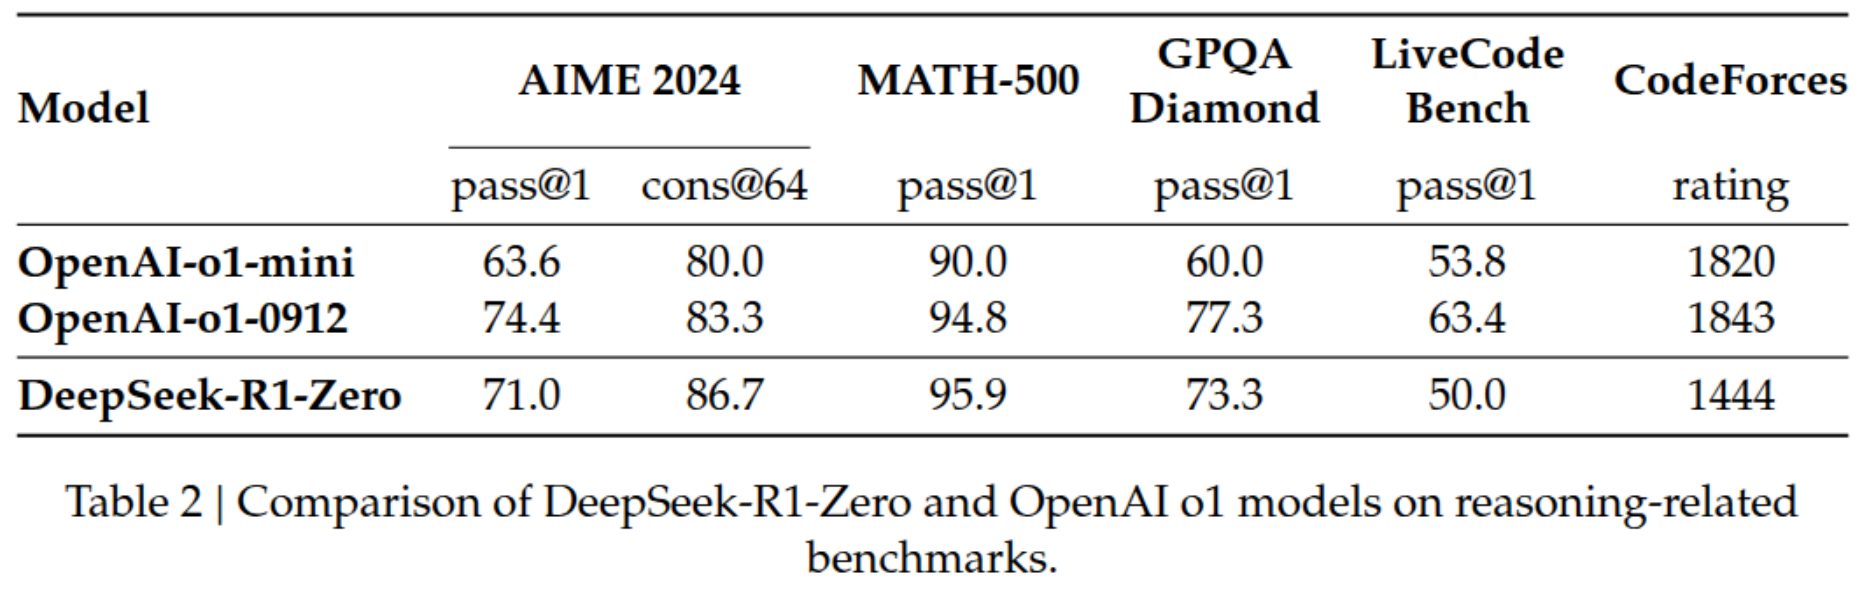 Model AIME 2024 MATH-500 GPQA Diamond LiveCode Bench CodeForces
pass@1 cons@64 pass@1 pass@1 pass@1 rating
OpenAI-o1-mini 63.6 80.0 90.0 60.0 53.8 1820
OpenAI-o1-0912 74.4 83.3 94.8 77.3 63.4 1843
DeepSeek-R1-Zero 71.0 86.7 95.9 73.3 50.0 1444
Table 2 | Comparison of DeepSeek-R1-Zero and OpenAI o1 models on reasoning-related
benchmarks.